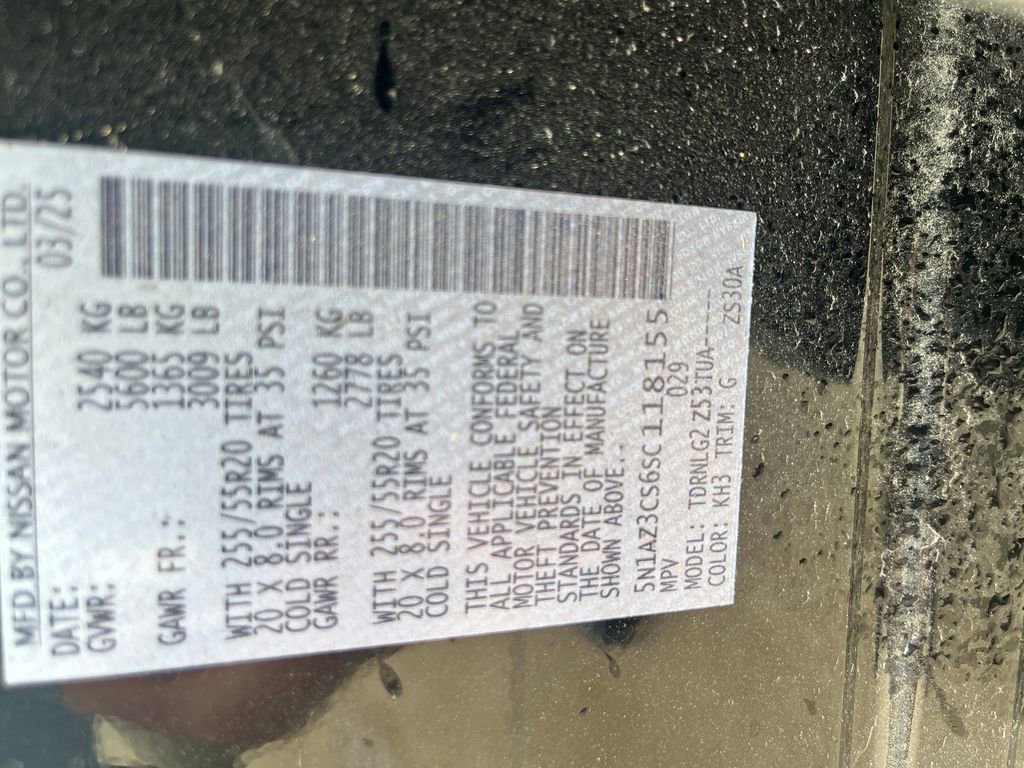 MFD BY NISSAN MOTOR CO., LTD.
DATE: 03/25
GVWR: 2540 KG
5600 LB
GAWR FR.: 1365 KG
3009 LB
WITH 255/55R20 TIRES
20 X 8.0 RIMS AT 35 PSI
COLD SINGLE
GAWR RR.: 1260 KG
2778 LB
WITH 255/55R20 TIRES
20 X 8.0 RIMS AT 35 PSI
COLD SINGLE
THIS VEHICLE CONFORMS TO
ALL APPLICABLE FEDERAL
MOTOR VEHICLE SAFETY AND
THEFT PREVENTION
STANDARDS IN EFFECT ON
THE DATE OF MANUFACTURE
SHOWN ABOVE..
5N1AZ3CS6SC118155
MPV 029
MODEL: TDRNLG2 Z531UA------
COLOR: KH3 TRIM: G ZS30A